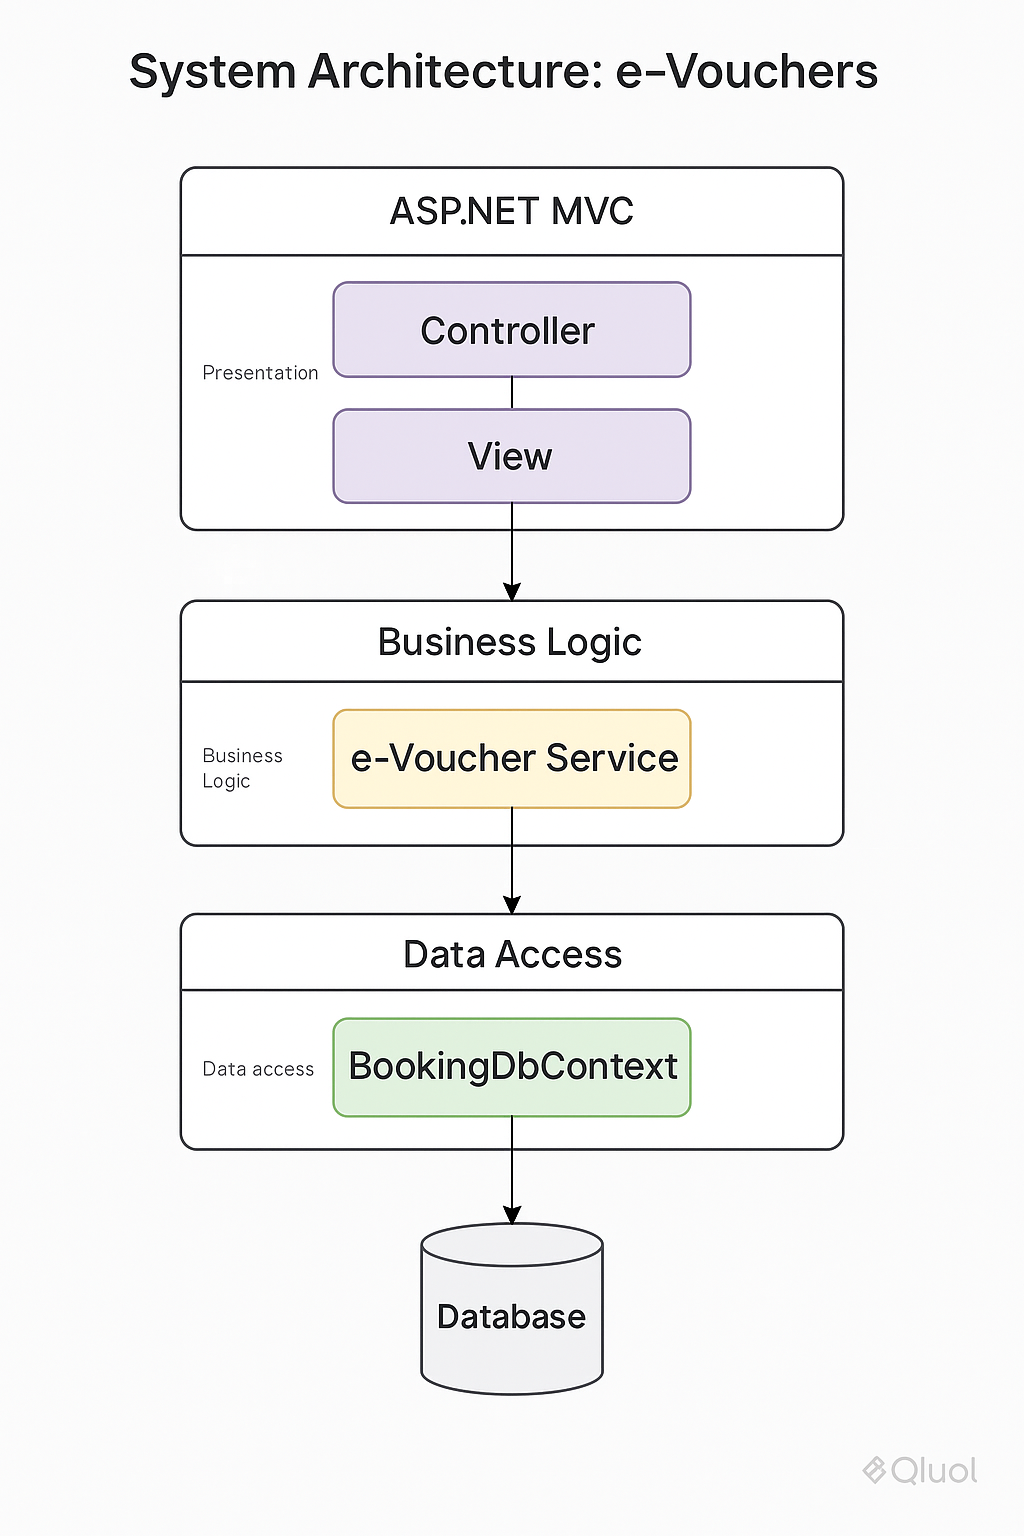 System Architecture: e-Vouchers
ASP.NET MVC
Controller
Presentation
View
Business Logic
e-Voucher Service
Business
Logic
Data Access
BookingDbContext
Data access
Database
Qluol